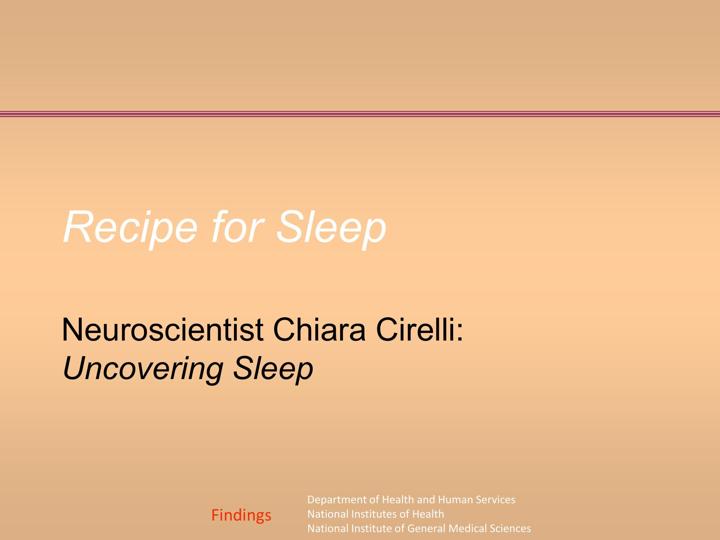 Recipe for Sleep
Neuroscientist Chiara Cirelli:
Uncovering Sleep
Findings
Department of Health and Human Services
National Institutes of Health
National Institute of General Medical Sciences